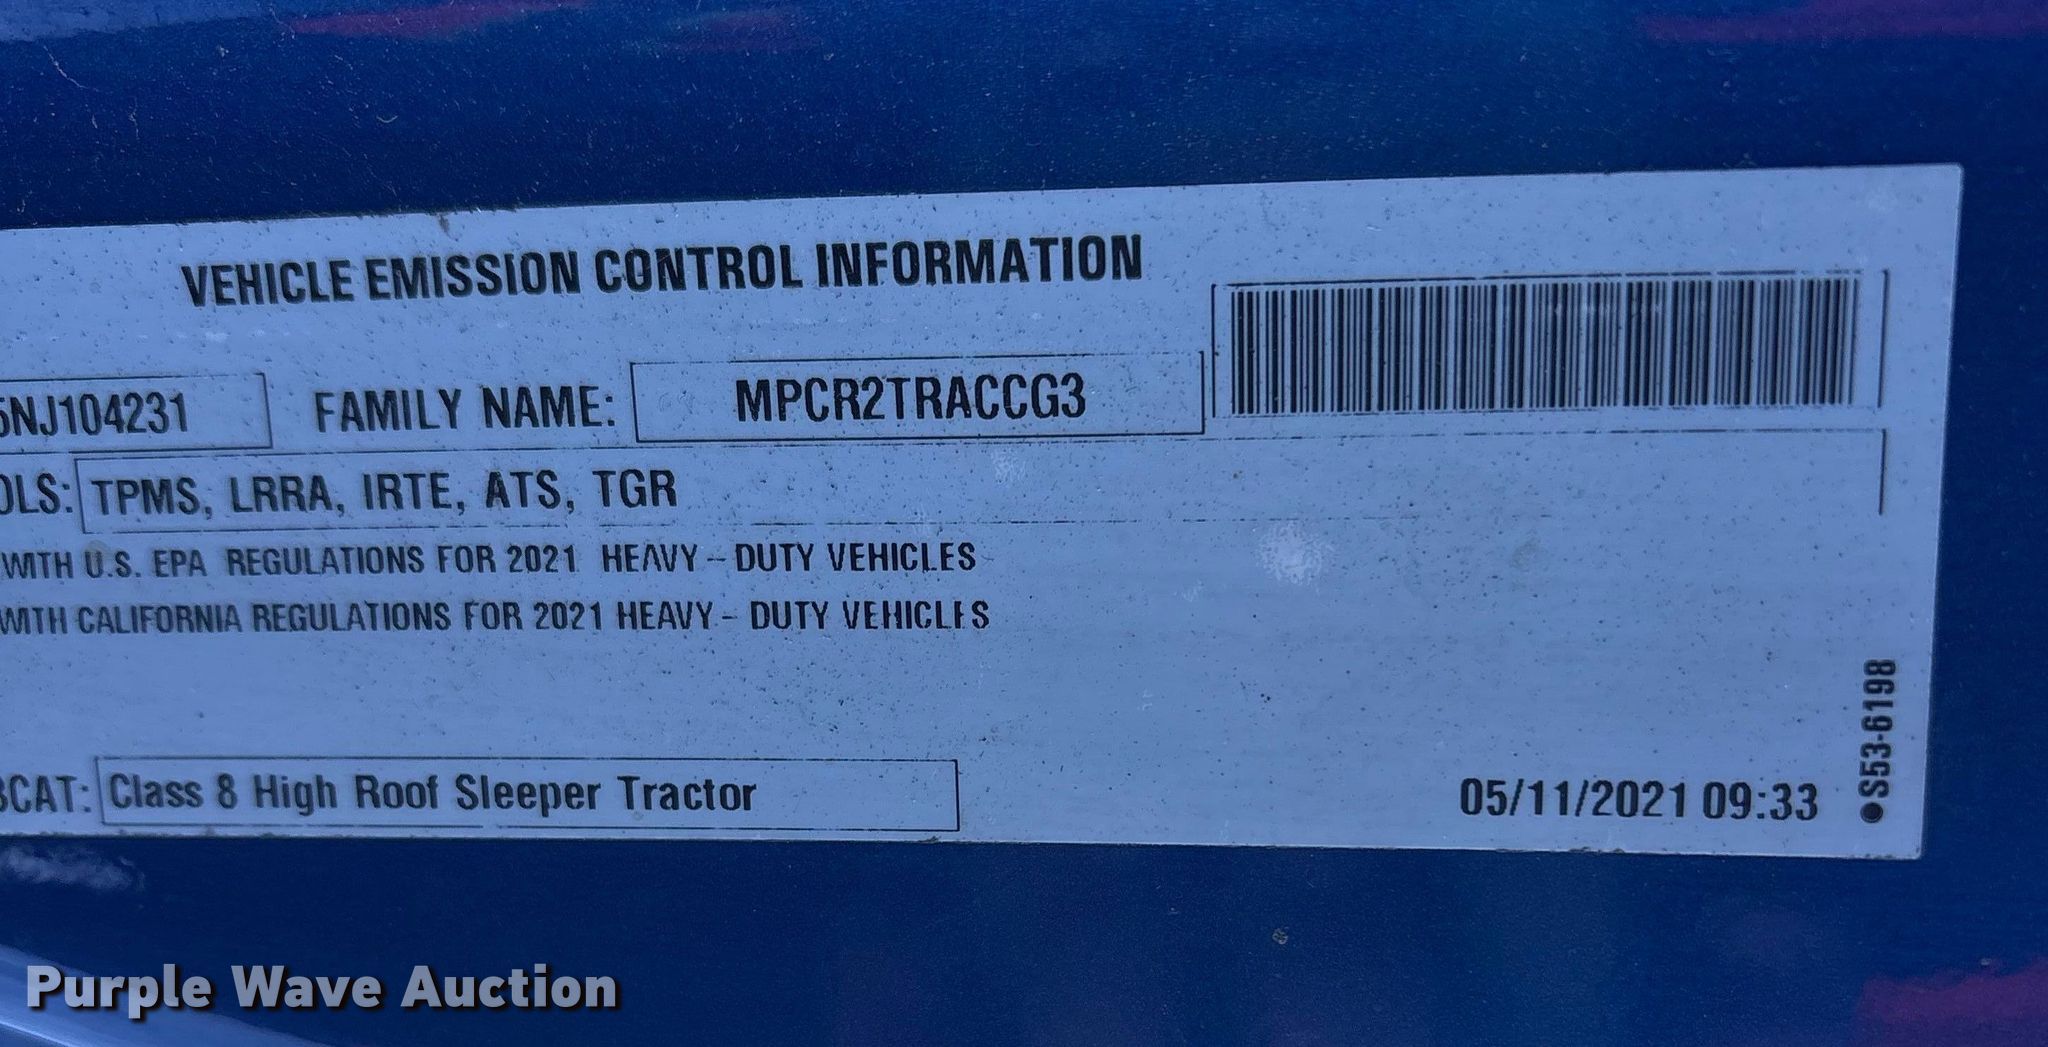 VEHICLE EMISSION CONTROL INFORMATION
5NJ104231 FAMILY NAME: MPCR2TRACCG3
OLS: TPMS, LRRA, IRTE, ATS, TGR
WITH U.S. EPA REGULATIONS FOR 2021 HEAVY - DUTY VEHICLES
WITH CALIFORNIA REGULATIONS FOR 2021 HEAVY - DUTY VEHICLES
BCAT: Class 8 High Roof Sleeper Tractor
05/11/2021 09:33
●S53-6198
Purple Wave Auction